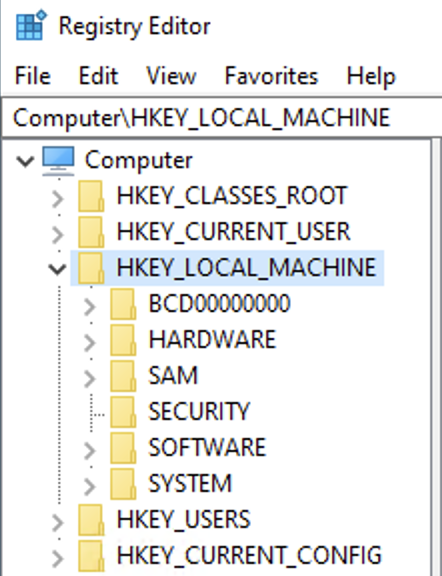 Registry Editor
File Edit View Favorites Help
Computer\HKEY_LOCAL_MACHINE
Computer
HKEY_CLASSES_ROOT
HKEY_CURRENT_USER
HKEY_LOCAL_MACHINE
BCD00000000
HARDWARE
SAM
SECURITY
SOFTWARE
SYSTEM
HKEY_USERS
HKEY_CURRENT_CONFIG